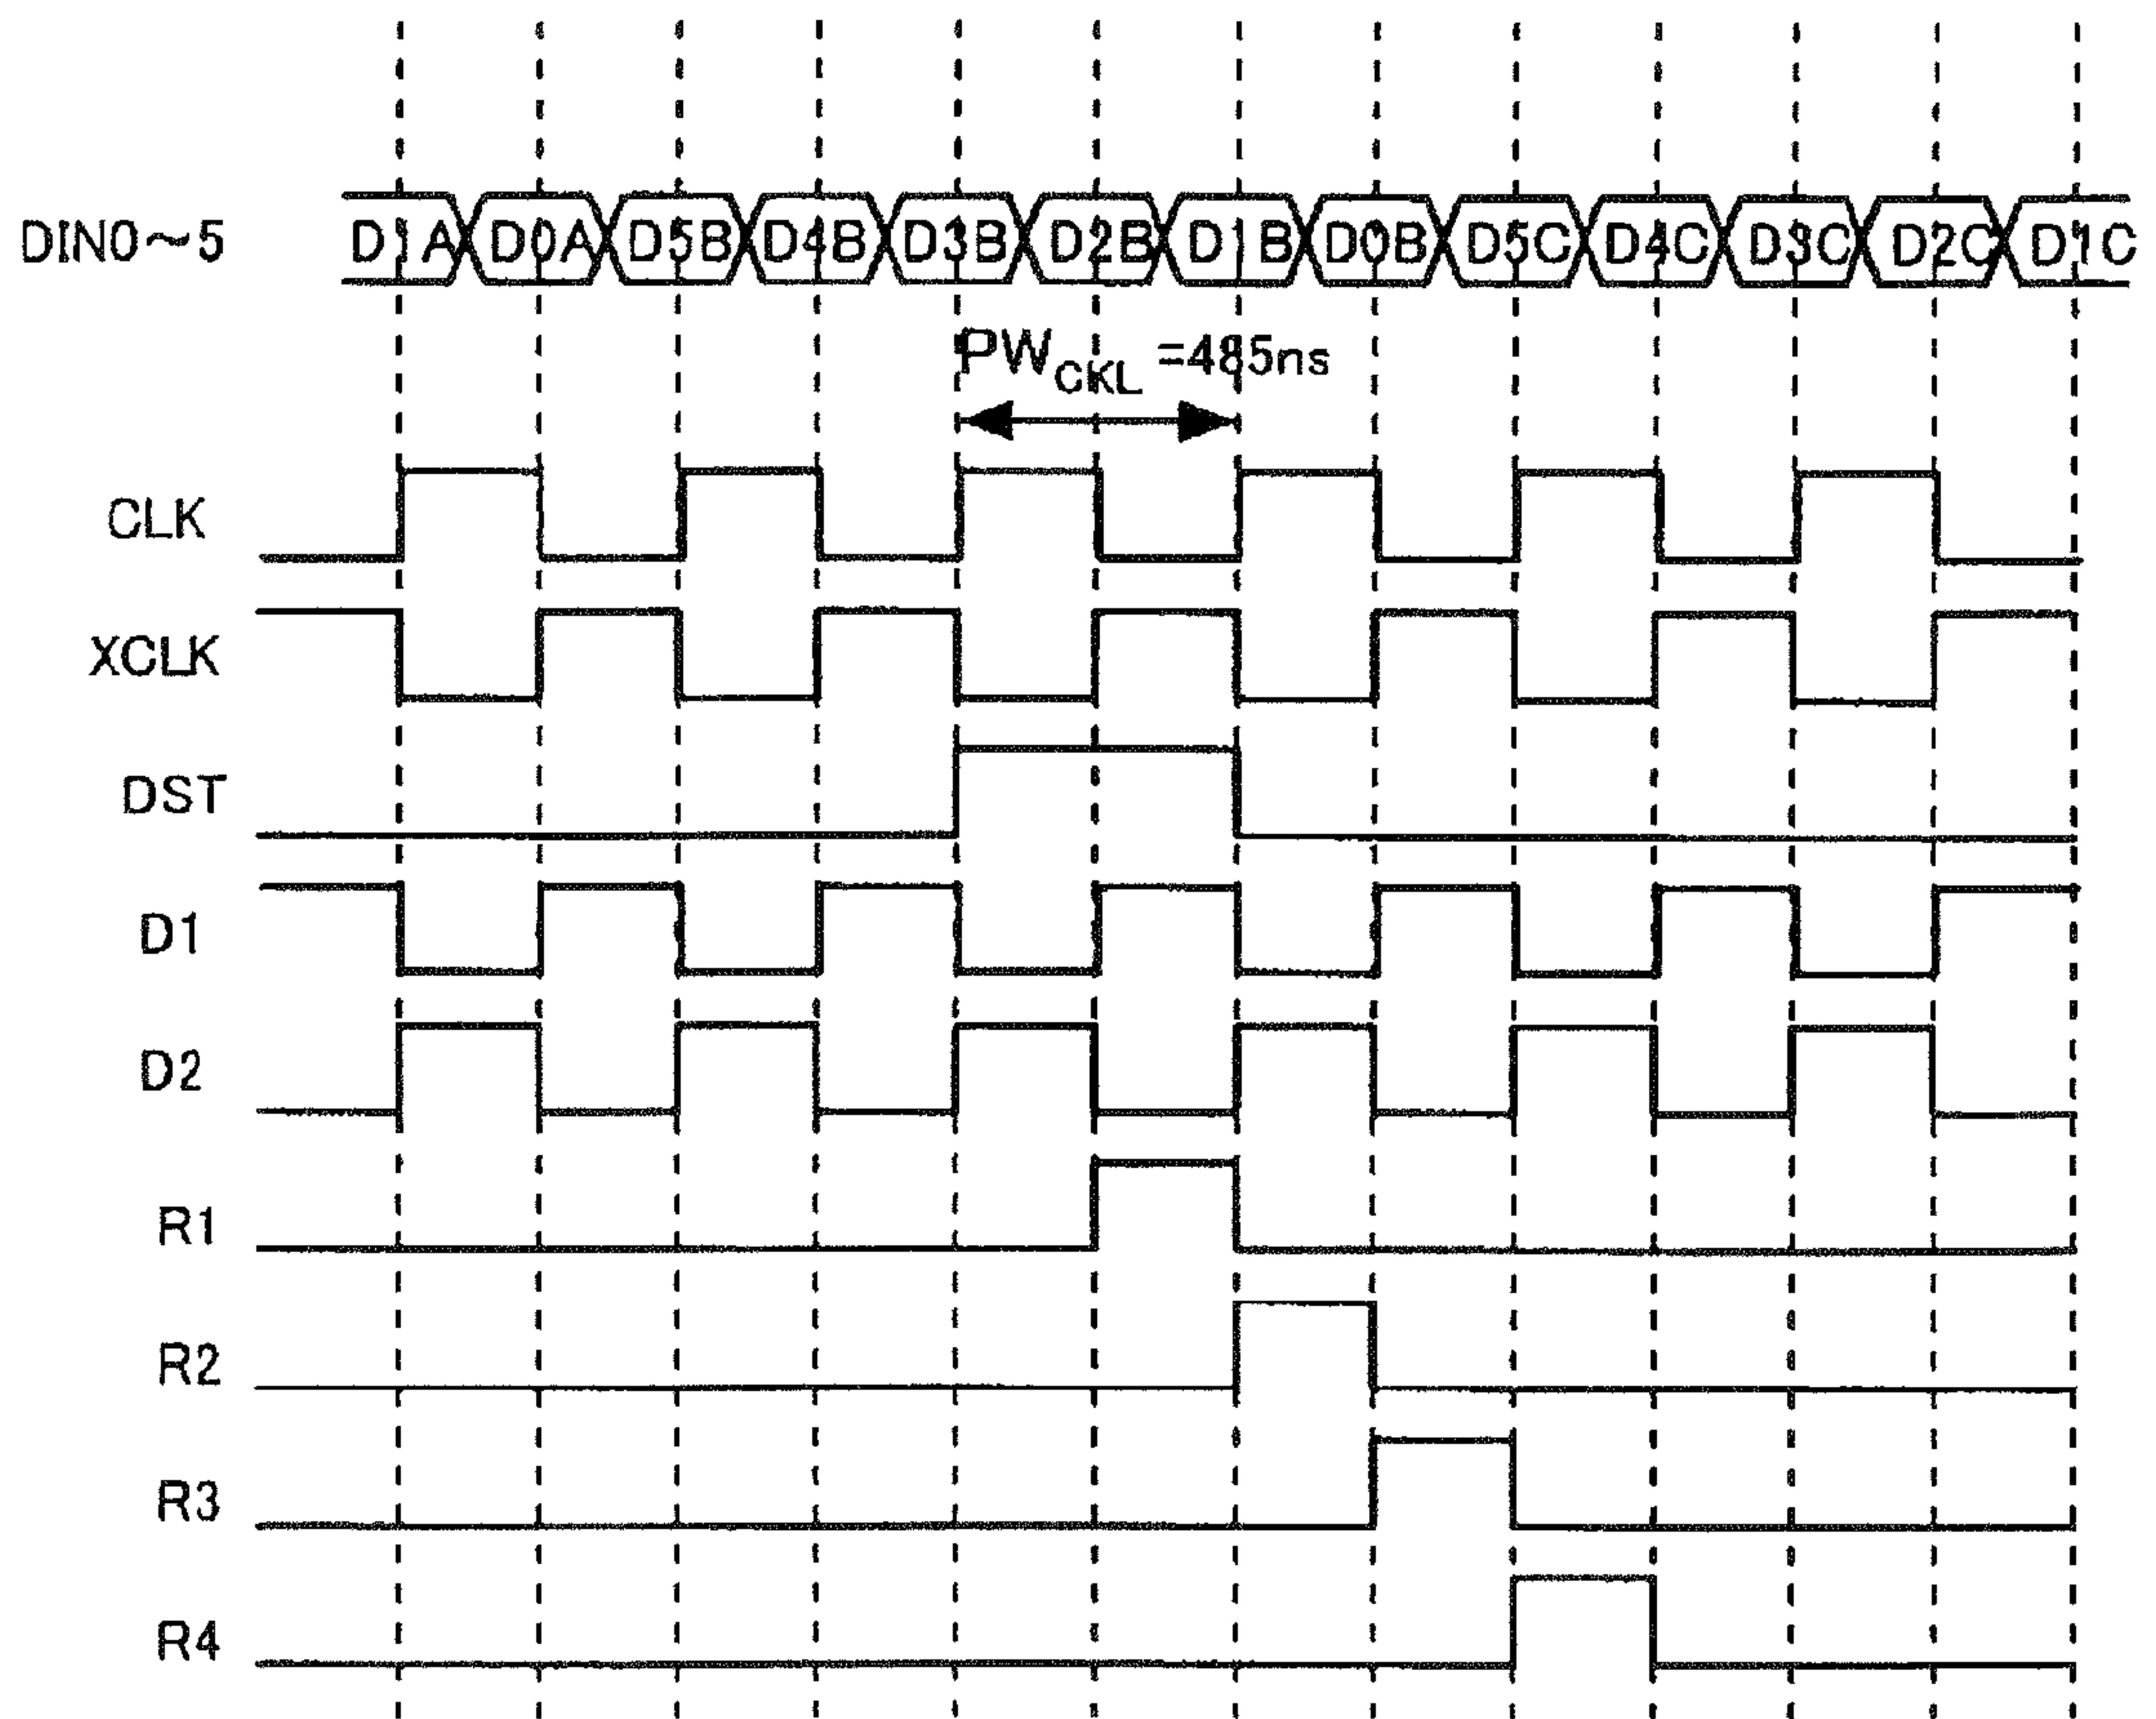 DIN0~5 D1A D0A D5B D4B D3B D2B D1B D0B D5C D4C D3C D2C D1C
PWCKL =485ns
CLK
XCLK
DST
D1
D2
R1
R2
R3
R4